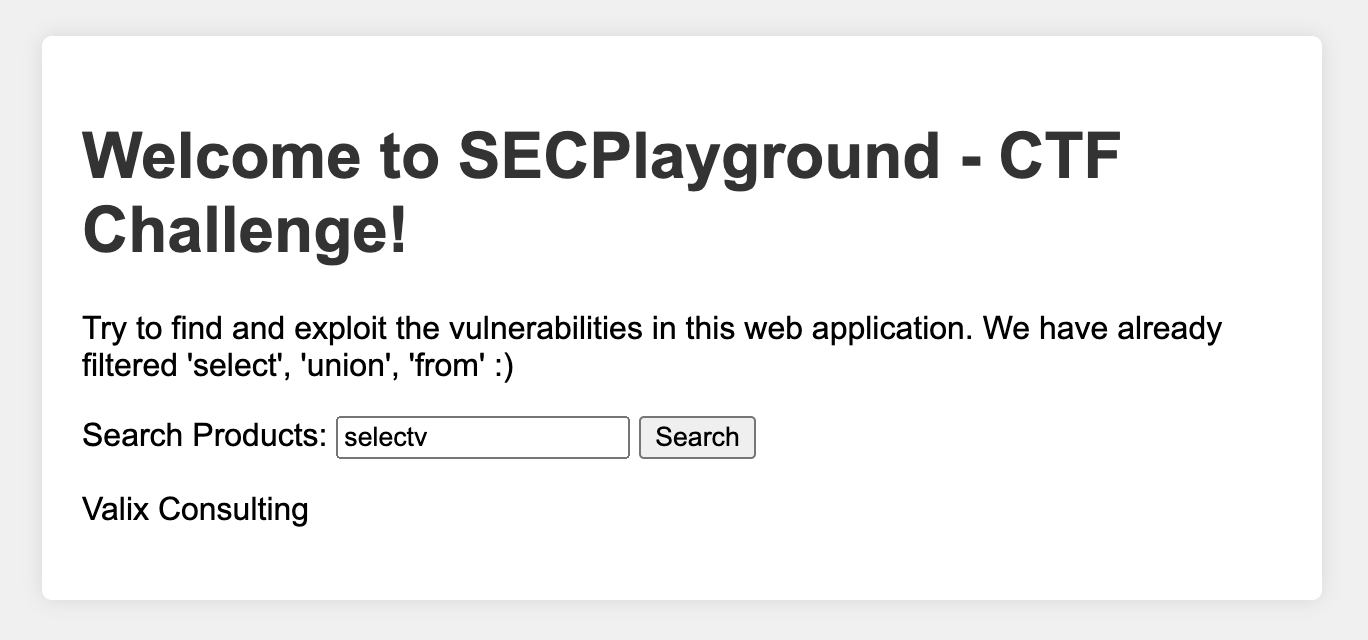 Welcome to SECPlayground - CTF
Challenge!
Try to find and exploit the vulnerabilities in this web application. We have already
filtered 'select', 'union', 'from' :)
Search Products: selectv Search
Valix Consulting